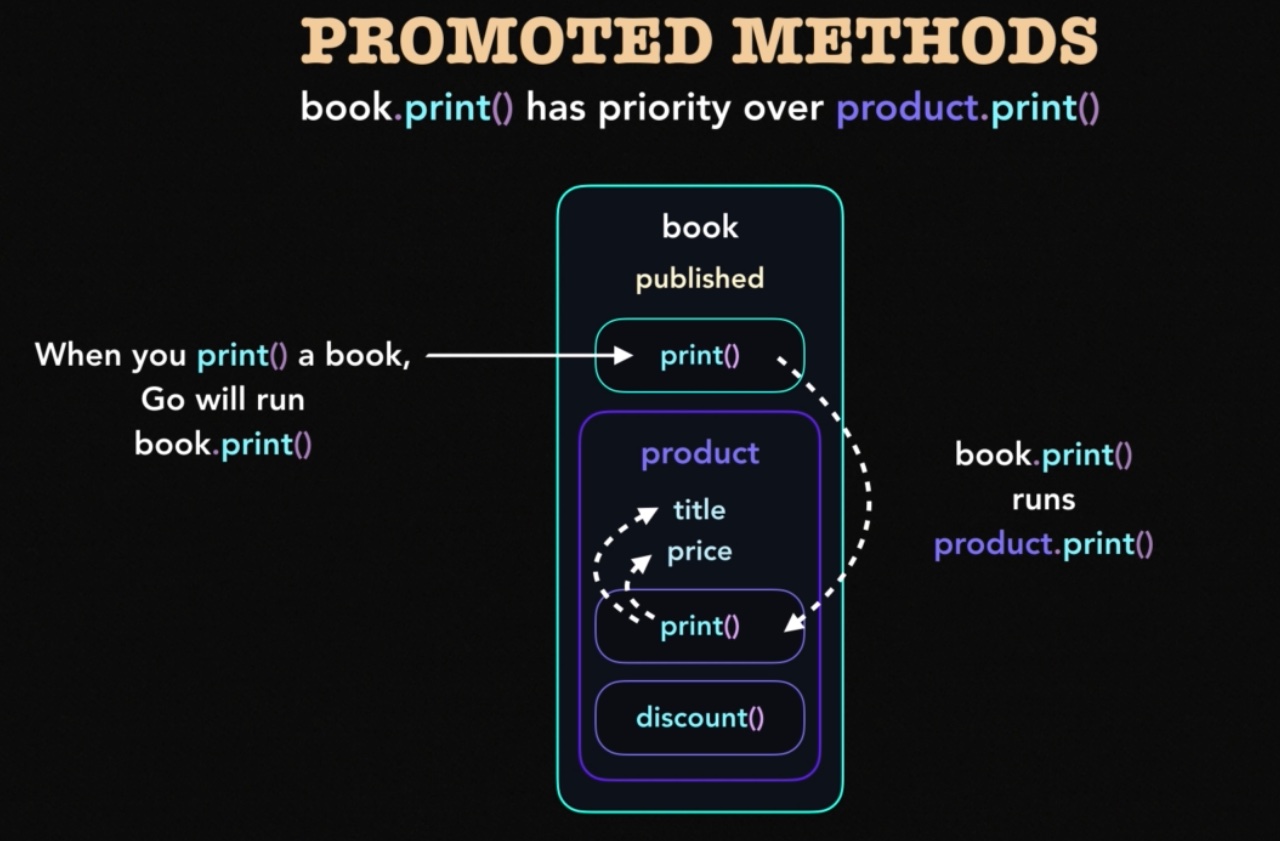 PROMOTED METHODS
book.print() has priority over product.print()
When you print() a book,
Go will run
book.print()
book
published
print()
product
title
price
print()
discount()
book.print()
runs
product.print()